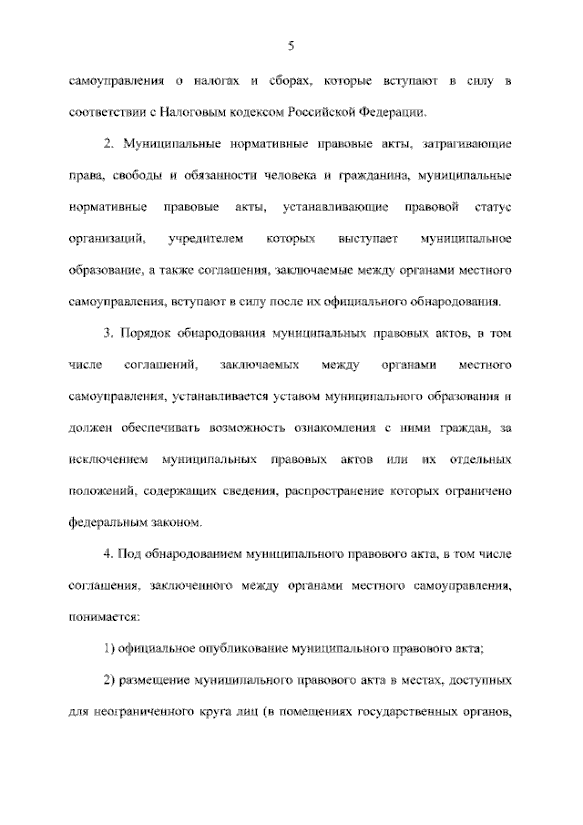 5
самоуправления о налогах и сборах, которые вступают в силу в
соответствии с Налоговым кодексом Российской Федерации.
2. Муниципальные нормативные правовые акты, затрагивающие
права, свободы и обязанности человека и гражданина, муниципальные
нормативные правовые акты, устанавливающие правовой статус
организаций, учредителем которых выступает муниципальное
образование, а также соглашения, заключаемые между органами местного
самоуправления, вступают в силу после их официального обнародования.
3. Порядок обнародования муниципальных правовых актов, в том
числе соглашений, заключаемых между органами местного
самоуправления, устанавливается уставом муниципального образования и
должен обеспечивать возможность ознакомления с ними граждан, за
исключением муниципальных правовых актов или их отдельных
положений, содержащих сведения, распространение которых ограничено
федеральным законом.
4. Под обнародованием муниципального правового акта, в том числе
соглашения, заключенного между органами местного самоуправления,
понимается:
1) официальное опубликование муниципального правового акта;
2) размещение муниципального правового акта в местах, доступных
для неограниченного круга лиц (в помещениях государственных органов,